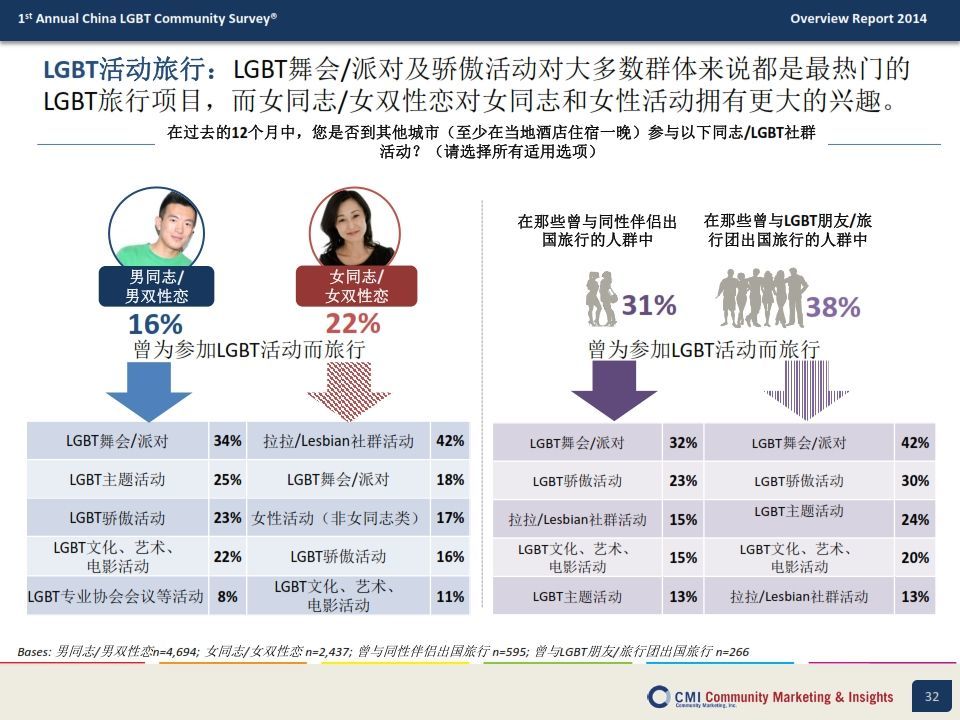 1st Annual China LGBT Community Survey®
Overview Report 2014
LGBT活动旅行：LGBT舞会/派对及骄傲活动对大多数群体来说都是最热门的
LGBT旅行项目，而女同志/女双性恋对女同志和女性活动拥有更大的兴趣。
在过去的12个月中，您是否到其他城市（至少在当地酒店住宿一晚）参与以下同志/LGBT社群
活动？（请选择所有适用选项）
男同志/
男双性恋
16%
女同志/
女双性恋
22%
曾为参加LGBT活动而旅行
LGBT舞会/派对 34% 拉拉/Lesbian社群活动 42%
LGBT主题活动 25% LGBT舞会/派对 18%
LGBT骄傲活动 23% 女性活动（非女同志类） 17%
LGBT文化、艺术、
电影活动 22% LGBT骄傲活动 16%
LGBT专业协会会议等活动 8% LGBT文化、艺术、
电影活动 11%
在那些曾与同性伴侣出
国旅行的人群中
31%
在那些曾与LGBT朋友/旅
行团出国旅行的人群中
38%
曾为参加LGBT活动而旅行
LGBT舞会/派对 32% LGBT舞会/派对 42%
LGBT骄傲活动 23% LGBT骄傲活动 30%
拉拉/Lesbian社群活动 15% LGBT主题活动 24%
LGBT文化、艺术、
电影活动 15% LGBT文化、艺术、
电影活动 20%
LGBT主题活动 13% 拉拉/Lesbian社群活动 13%
Bases: 男同志/男双性恋n=4,694; 女同志/女双性恋 n=2,437; 曾与同性伴侣出国旅行 n=595; 曾与LGBT朋友/旅行团出国旅行 n=266
CMI Community Marketing & Insights
Community Marketing, Inc.
32